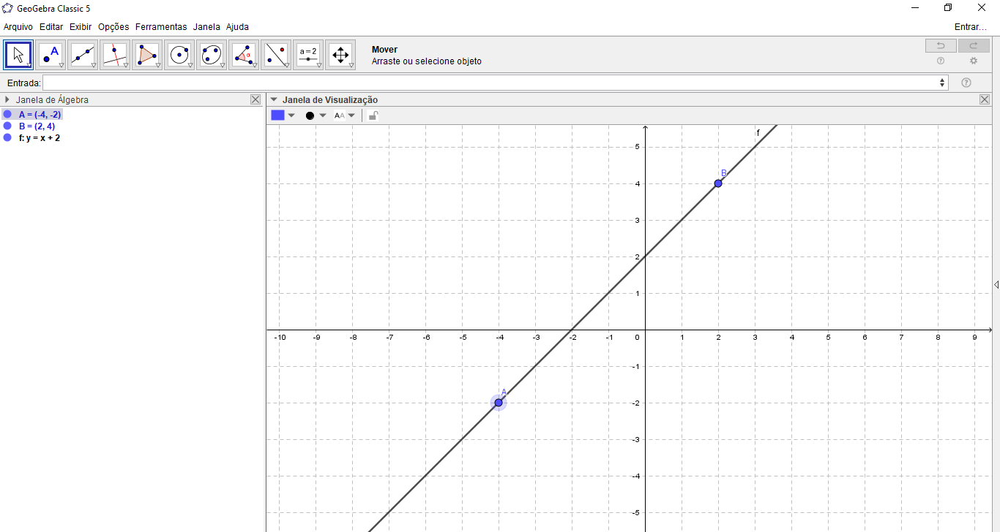 GeoGebra Classic 5
Arquivo Editar Exibir Opções Ferramentas Janela Ajuda Entrar...
A α a = 2
Mover
Arraste ou selecione objeto
Entrada:
Janela de Álgebra
Janela de Visualização
AA
A = (-4, -2)
B = (2, 4)
f: y = x + 2
f
5
B
4
3
2
1
-10 -9 -8 -7 -6 -5 -4 -3 -2 -1 0 1 2 3 4 5 6 7 8 9
-1
A
-2
-3
-4
-5